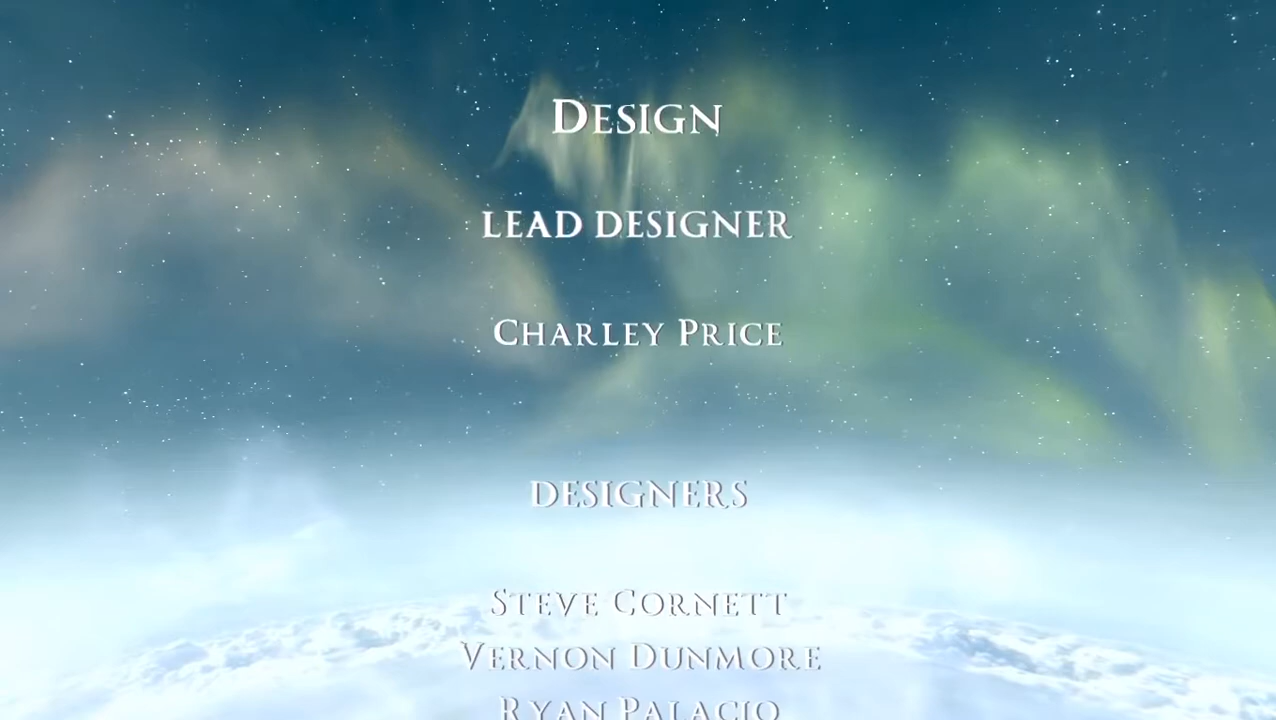 Design
LEAD DESIGNER
Charley Price
DESIGNERS
Steve Cornett
Vernon Dunmore
Ryan Palacio